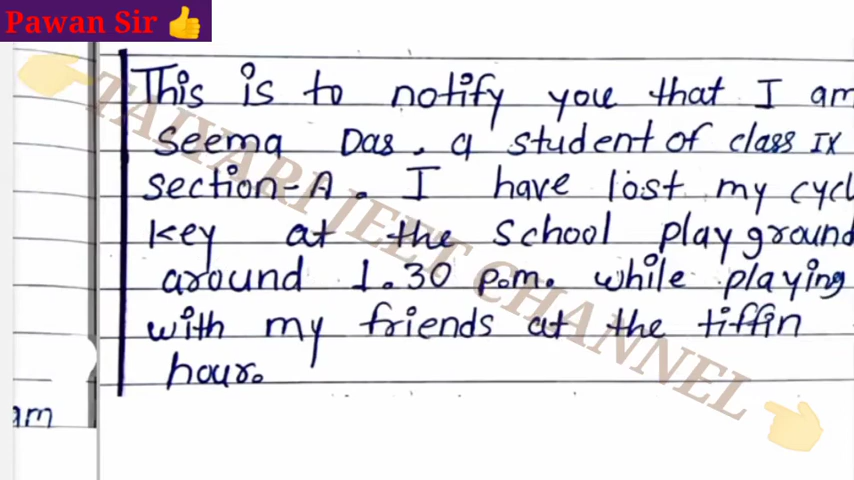 Pawan Sir 👍
This is to notify you that I am
Seema Das. a student of class IX
section-A. I have lost my cycl
key at the school playground
around 1.30 p.m. while playing
with my friends at the tiffin
hour.
am
TAIYARI JEET CHANNEL